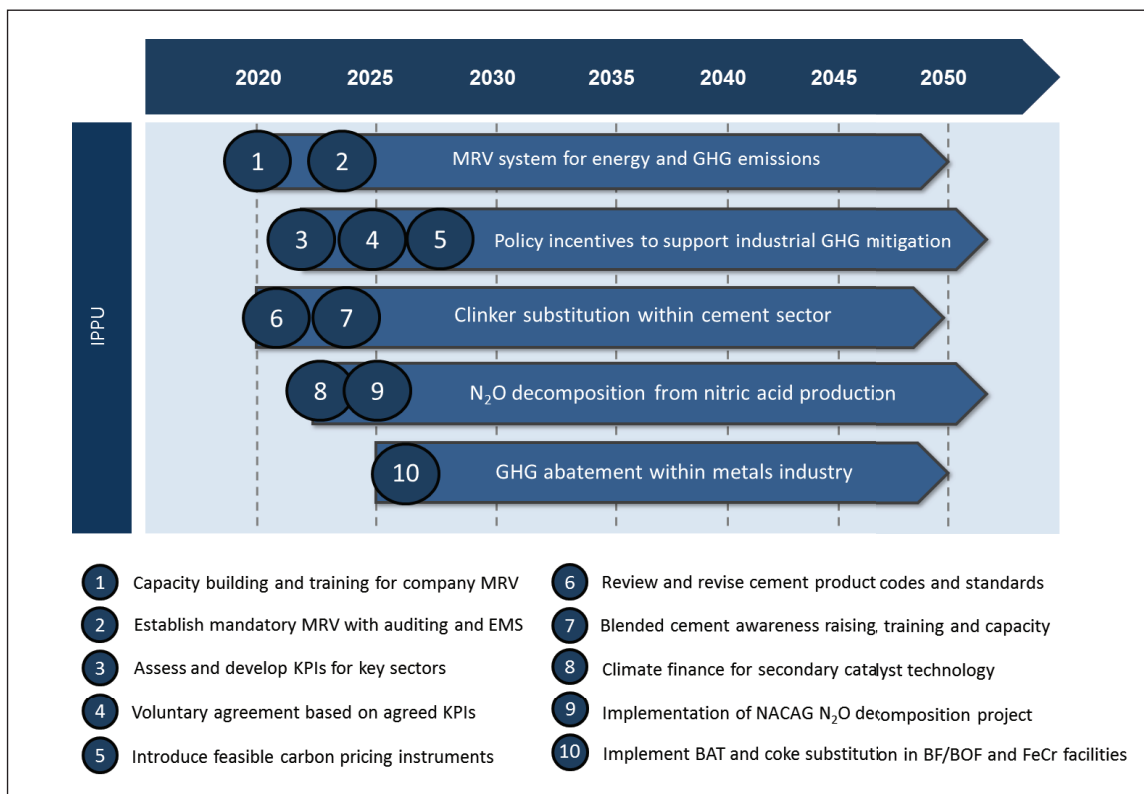 2020 2025 2030 2035 2040 2045 2050
IPPU
1 2 MRV system for energy and GHG emissions
3 4 5 Policy incentives to support industrial GHG mitigation
6 7 Clinker substitution within cement sector
8 9 N₂O decomposition from nitric acid production
10 GHG abatement within metals industry
1 Capacity building and training for company MRV
2 Establish mandatory MRV with auditing and EMS
3 Assess and develop KPIs for key sectors
4 Voluntary agreement based on agreed KPIs
5 Introduce feasible carbon pricing instruments
6 Review and revise cement product codes and standards
7 Blended cement awareness raising, training and capacity
8 Climate finance for secondary catalyst technology
9 Implementation of NACAG N₂O decomposition project
10 Implement BAT and coke substitution in BF/BOF and FeCr facilities